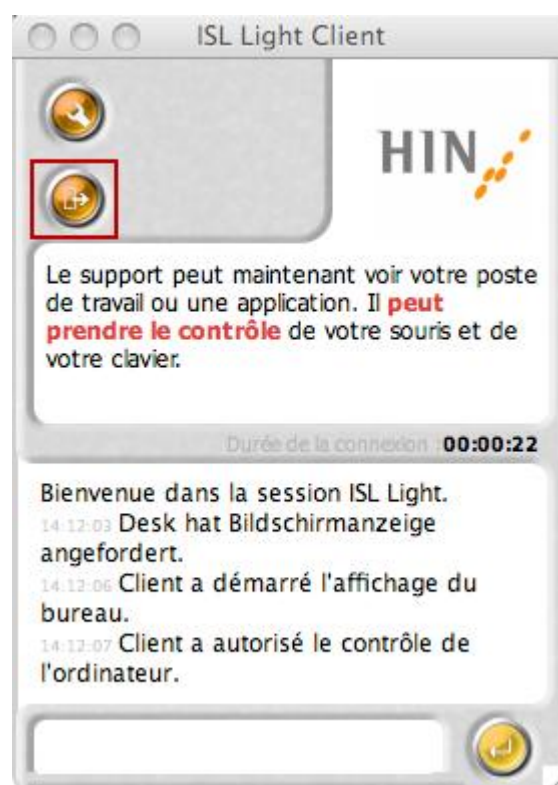 ISL Light Client
HIN
Le support peut maintenant voir votre poste
de travail ou une application. Il peut
prendre le contrôle de votre souris et de
votre clavier.
Durée de la connexion :00:00:22
Bienvenue dans la session ISL Light.
14:12:03 Desk hat Bildschirmanzeige
angefordert.
14:12:06 Client a démarré l'affichage du
bureau.
14:12:07 Client a autorisé le contrôle de
l'ordinateur.